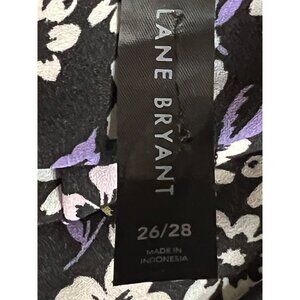 LANE BRYANT
26/28
MADE IN
INDONESIA